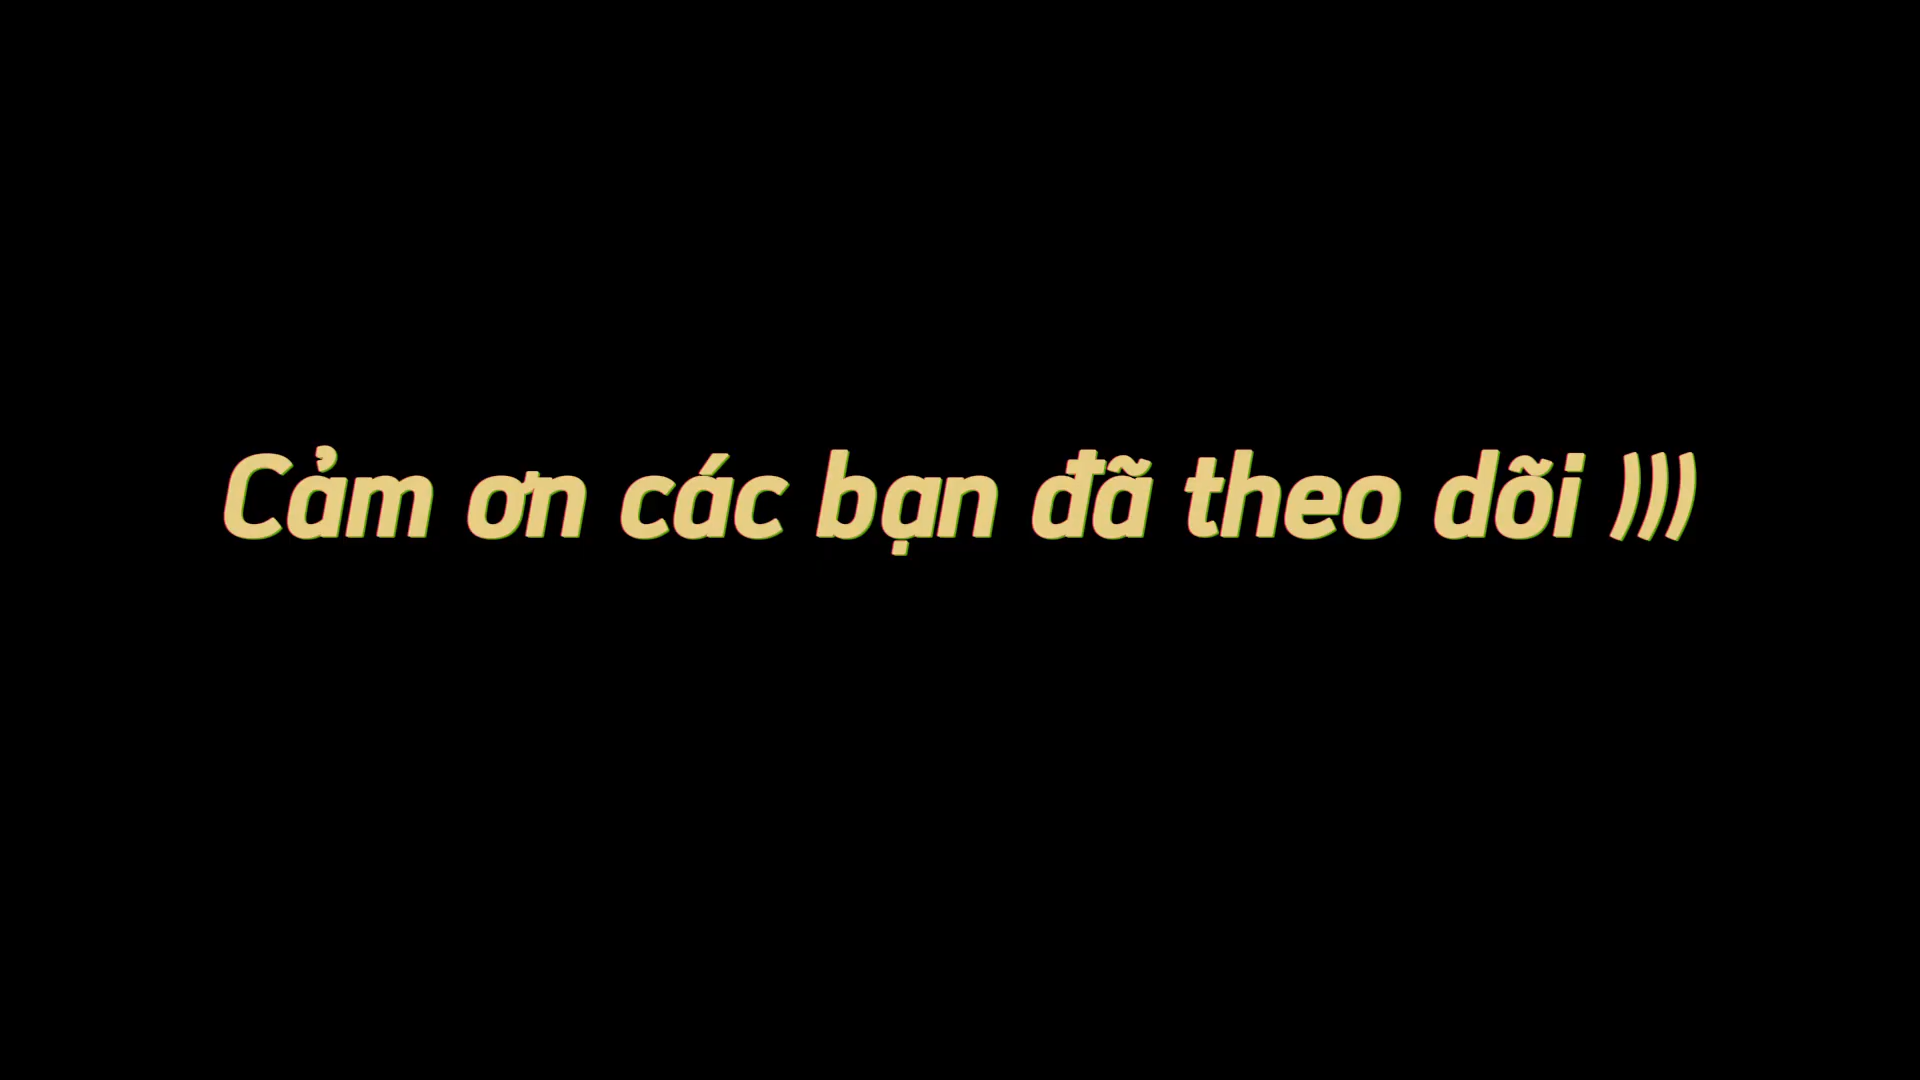 Cảm ơn các bạn đã theo dõi )))